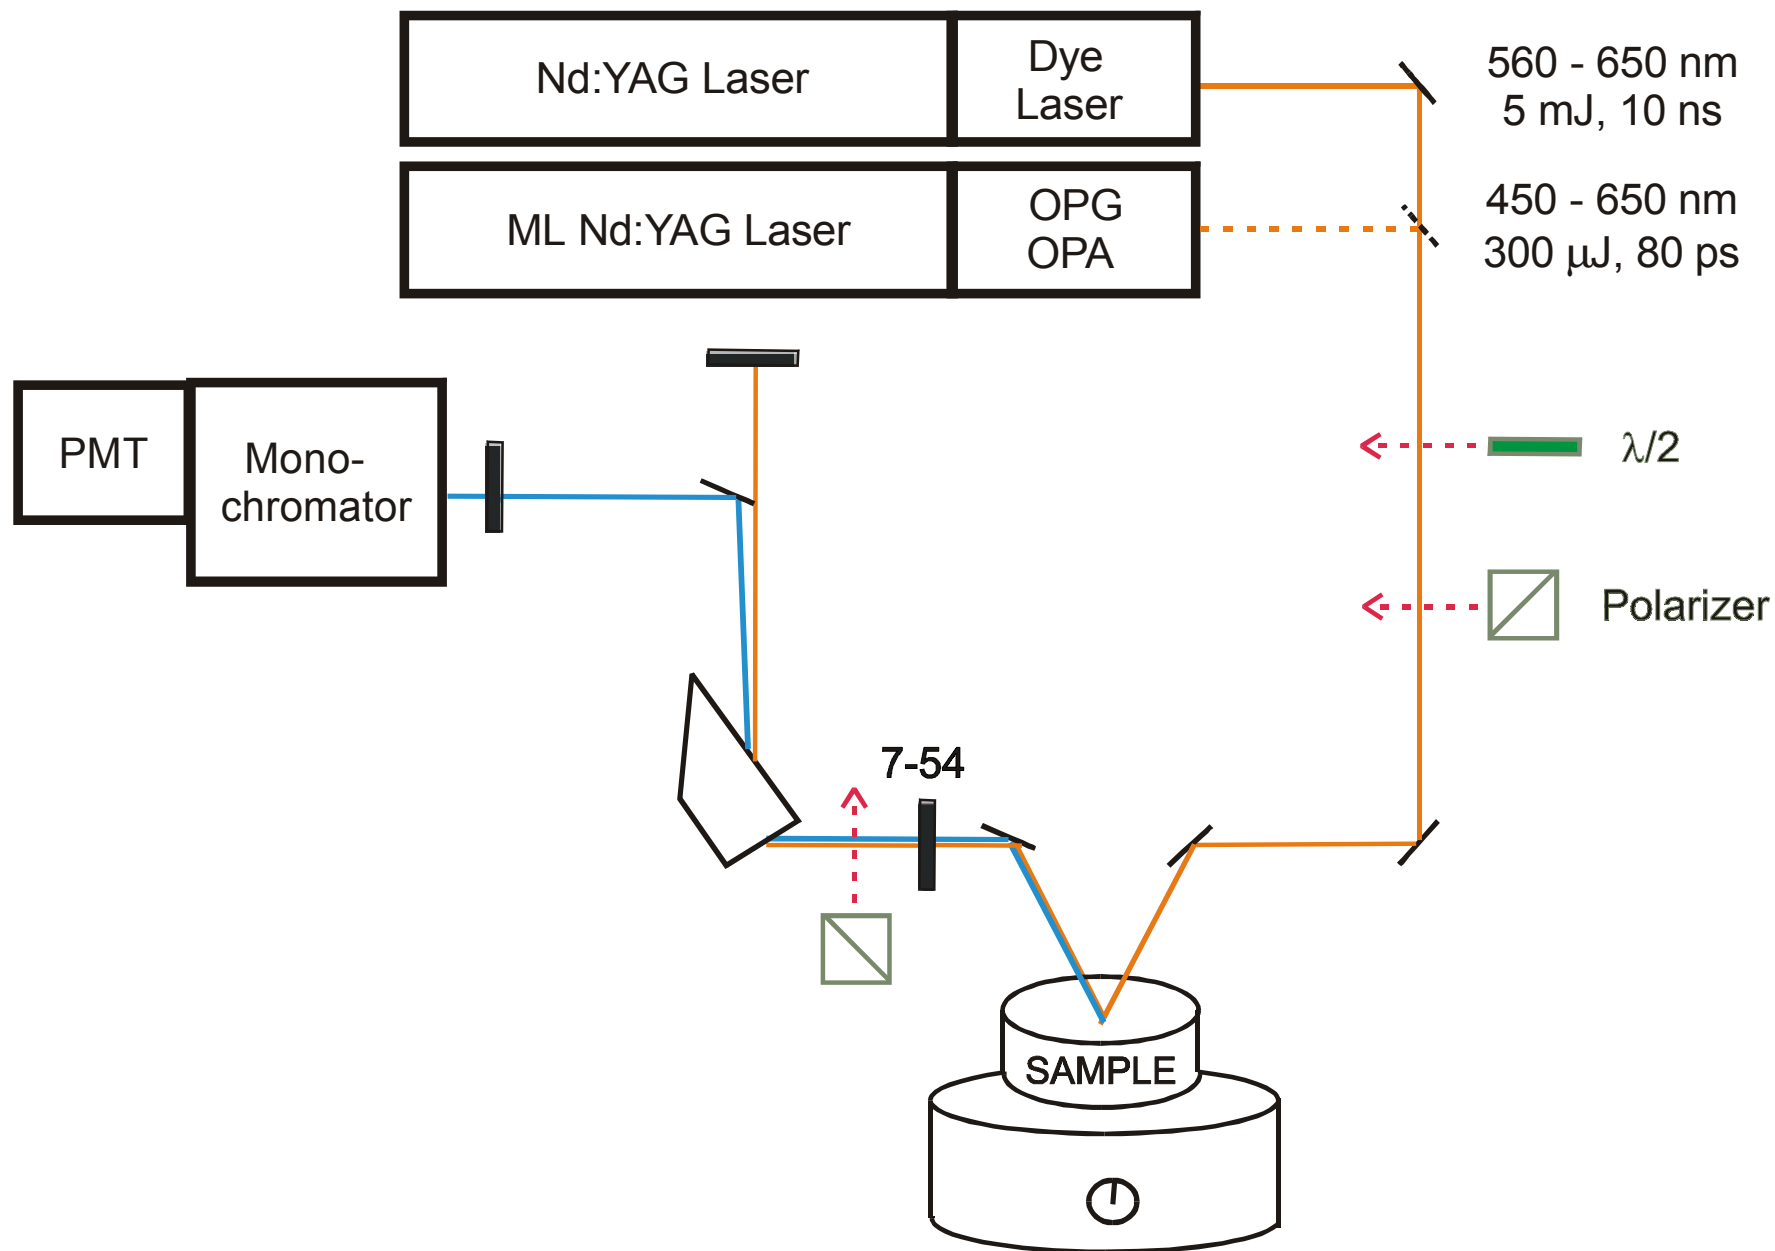 Nd:YAG Laser
Dye
Laser
560 - 650 nm
5 mJ, 10 ns
ML Nd:YAG Laser
OPG
OPA
450 - 650 nm
300 μJ, 80 ps
PMT
Mono-
chromator
λ/2
Polarizer
7-54
SAMPLE